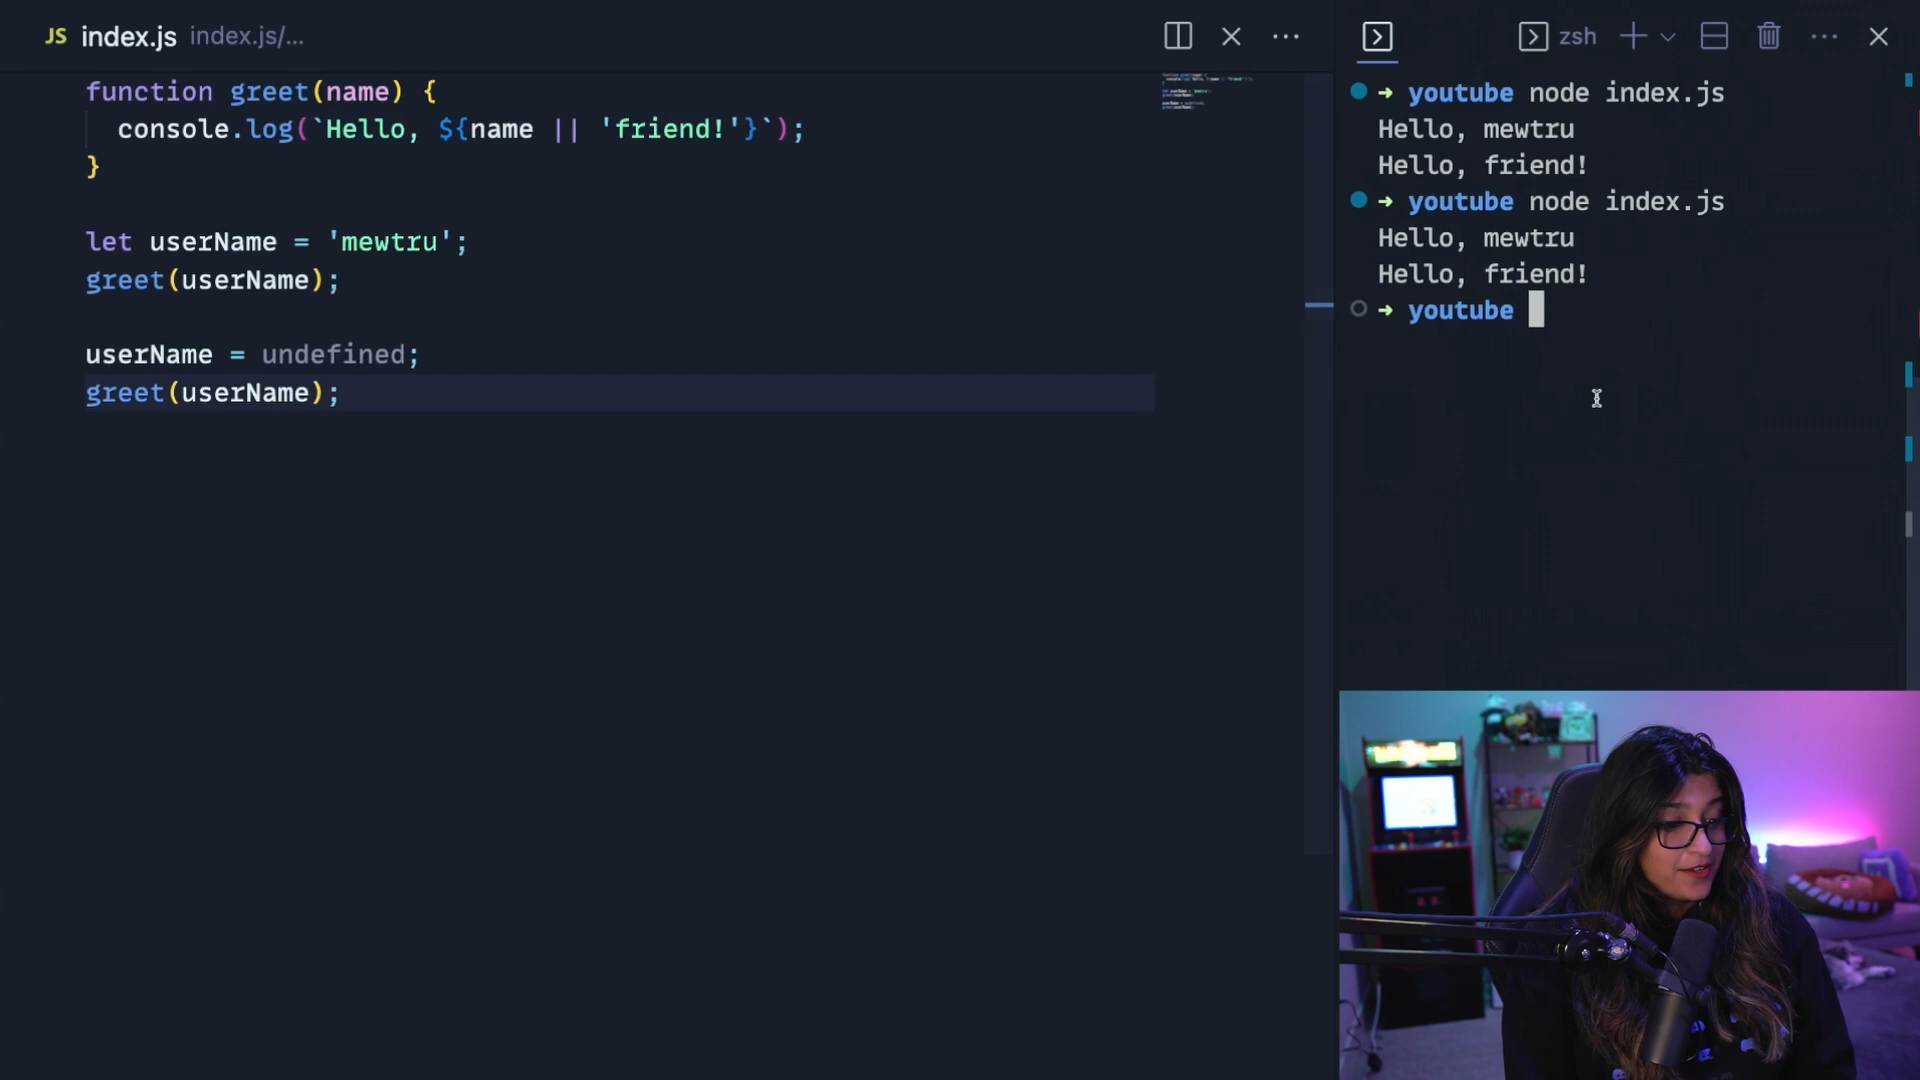 JS index.js index.js/...
function greet(name) {
console.log(`Hello, ${name || 'friend!'}`);
}
let userName = 'mewtru';
greet(userName);
userName = undefined;
greet(userName);
zsh
→ youtube node index.js
Hello, mewtru
Hello, friend!
→ youtube node index.js
Hello, mewtru
Hello, friend!
→ youtube